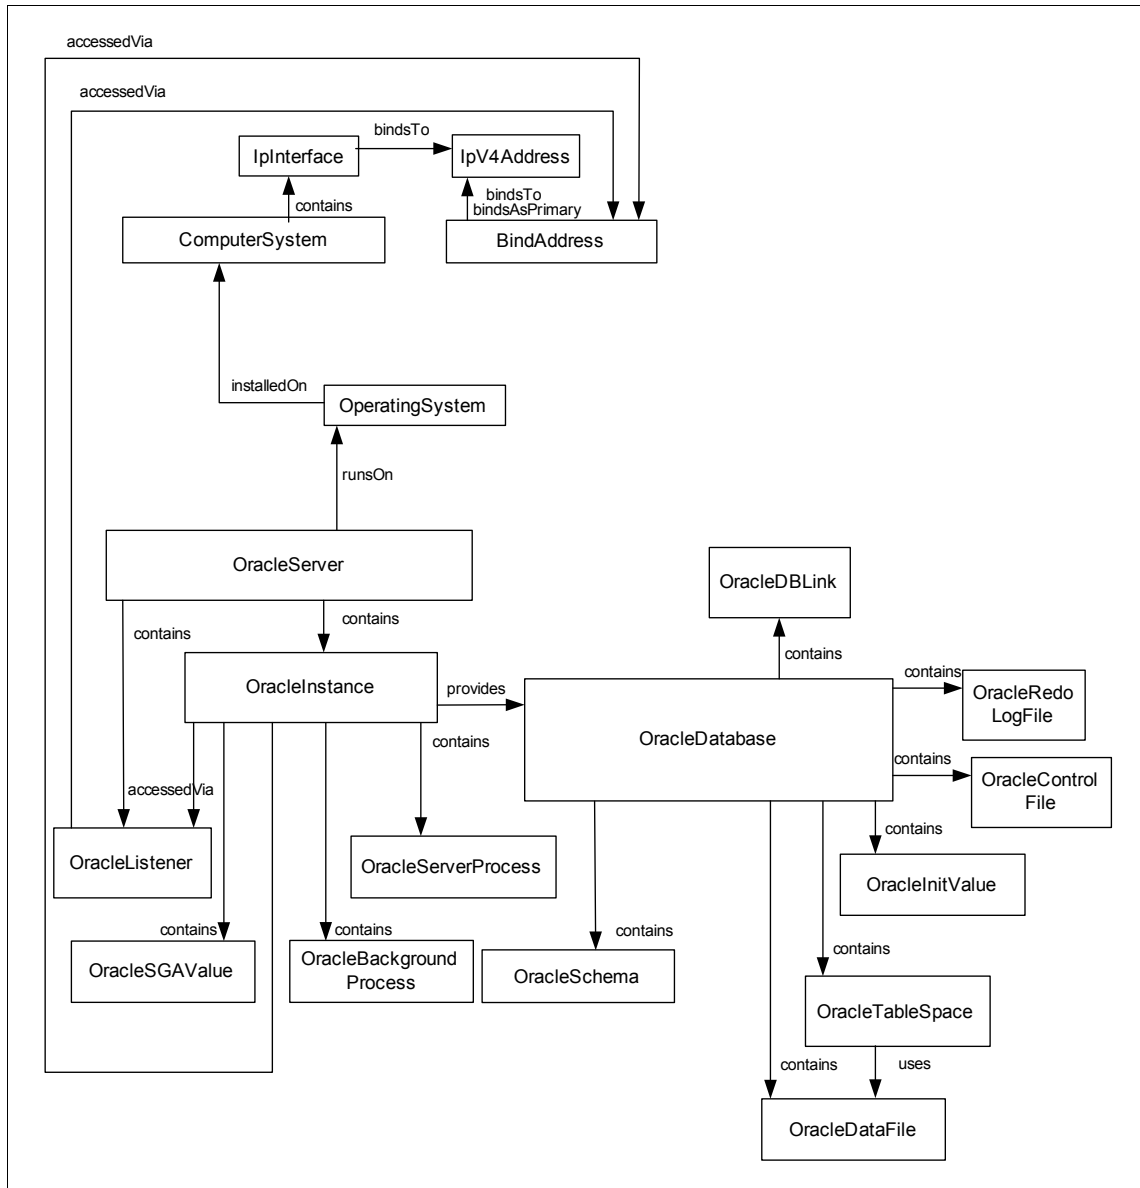 accessedVia
accessedVia
bindsTo
IpInterface
IpV4Address
contains
bindsTo
bindsAsPrimary
ComputerSystem
BindAddress
installedOn
OperatingSystem
runsOn
OracleServer
OracleDBLink
contains
contains
contains
OracleInstance
provides
contains
OracleRedo
LogFile
contains
OracleDatabase
contains
OracleControl
File
accessedVia
contains
OracleListener
OracleServerProcess
OracleInitValue
contains
contains
contains
contains
OracleSGAValue
OracleBackground
Process
OracleSchema
OracleTableSpace
contains
uses
OracleDataFile